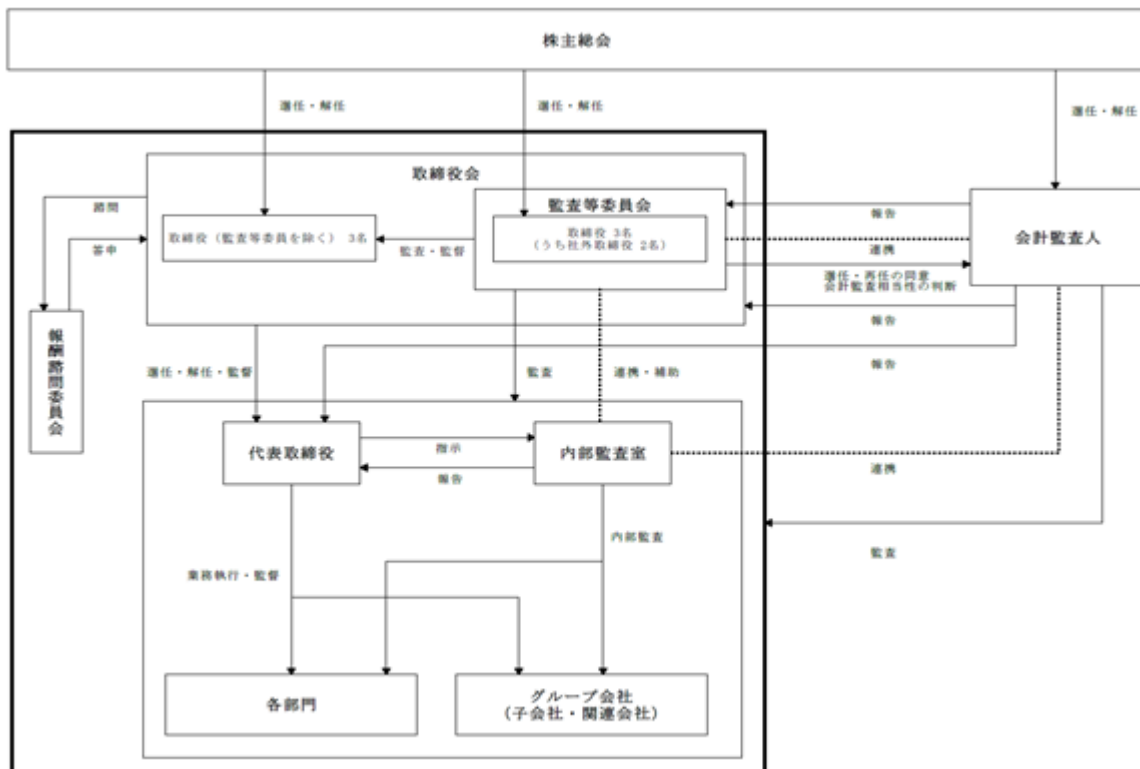 株主総会
選任・解任
選任・解任
選任・解任
取締役会
監査等委員会
諮問
取締役（監査等委員を除く） 3名
監査・監督
取締役 3名
（うち社外取締役 2名）
報告
会計監査人
答申
連携
選任・再任の同意
会計監査相当性の判断
報告
報酬諮問委員会
選任・解任・監督
監査
連携・補助
報告
代表取締役
指示
内部監査室
報告
連携
内部監査
監査
業務執行・監督
各部門
グループ会社
（子会社・関連会社）